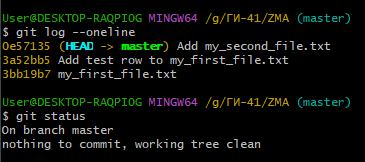 User@DESKTOP-RAQPIOG MINGW64 /g/ГИ-41/ZMA (master)
$ git log --oneline
0e57135 (HEAD -> master) Add my_second_file.txt
3a52bb5 Add test row to my_first_file.txt
3bb19b7 my_first_file.txt
User@DESKTOP-RAQPIOG MINGW64 /g/ГИ-41/ZMA (master)
$ git status
On branch master
nothing to commit, working tree clean